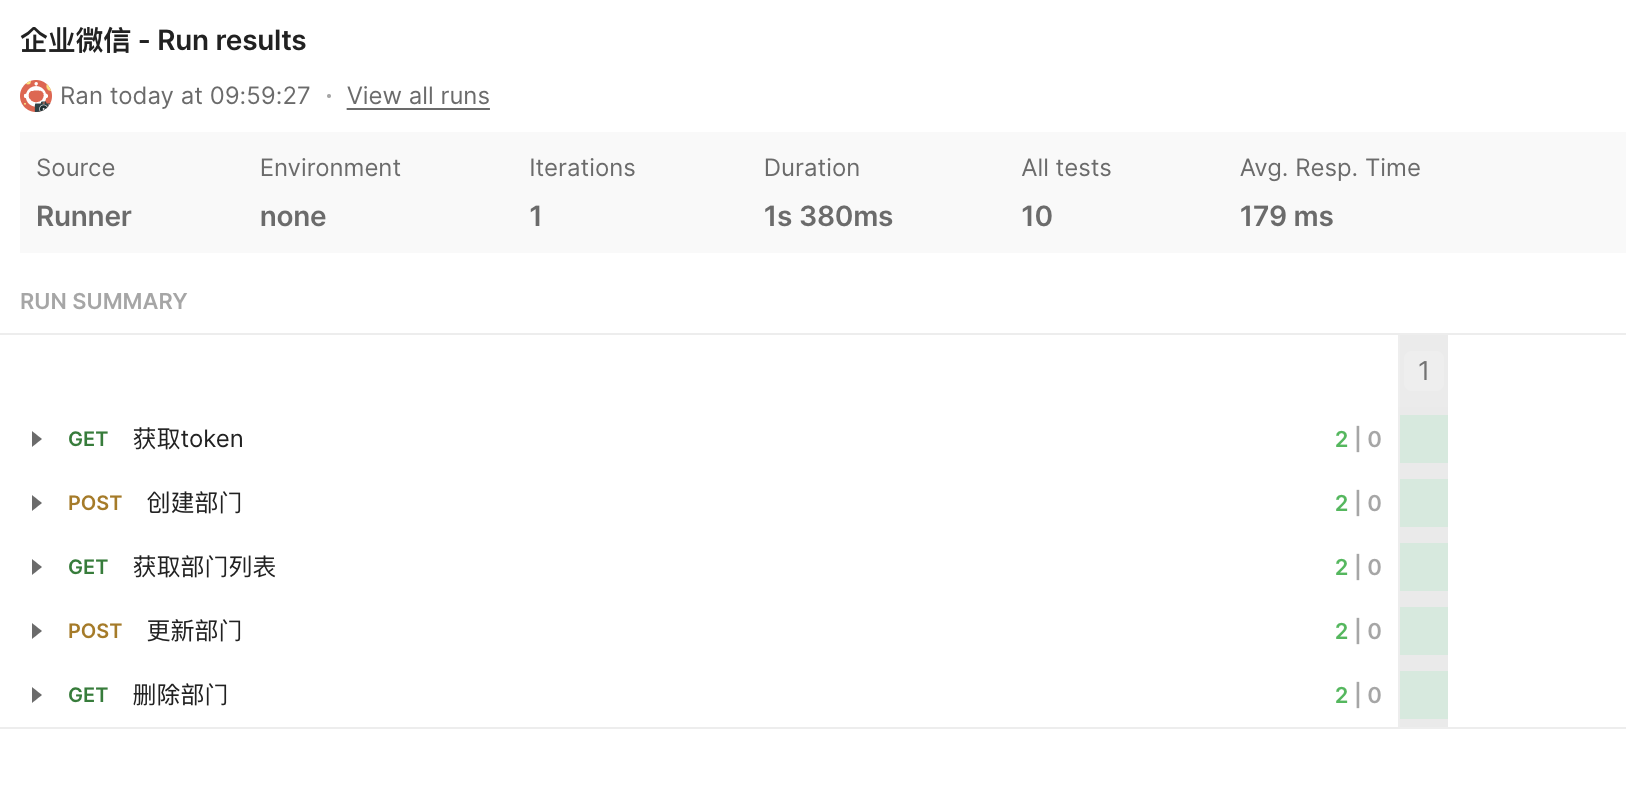 企业微信 - Run results
Ran today at 09:59:27 · View all runs
Source Environment Iterations Duration All tests Avg. Resp. Time
Runner none 1 1s 380ms 10 179 ms
RUN SUMMARY
1
GET 获取token 2 | 0
POST 创建部门 2 | 0
GET 获取部门列表 2 | 0
POST 更新部门 2 | 0
GET 删除部门 2 | 0